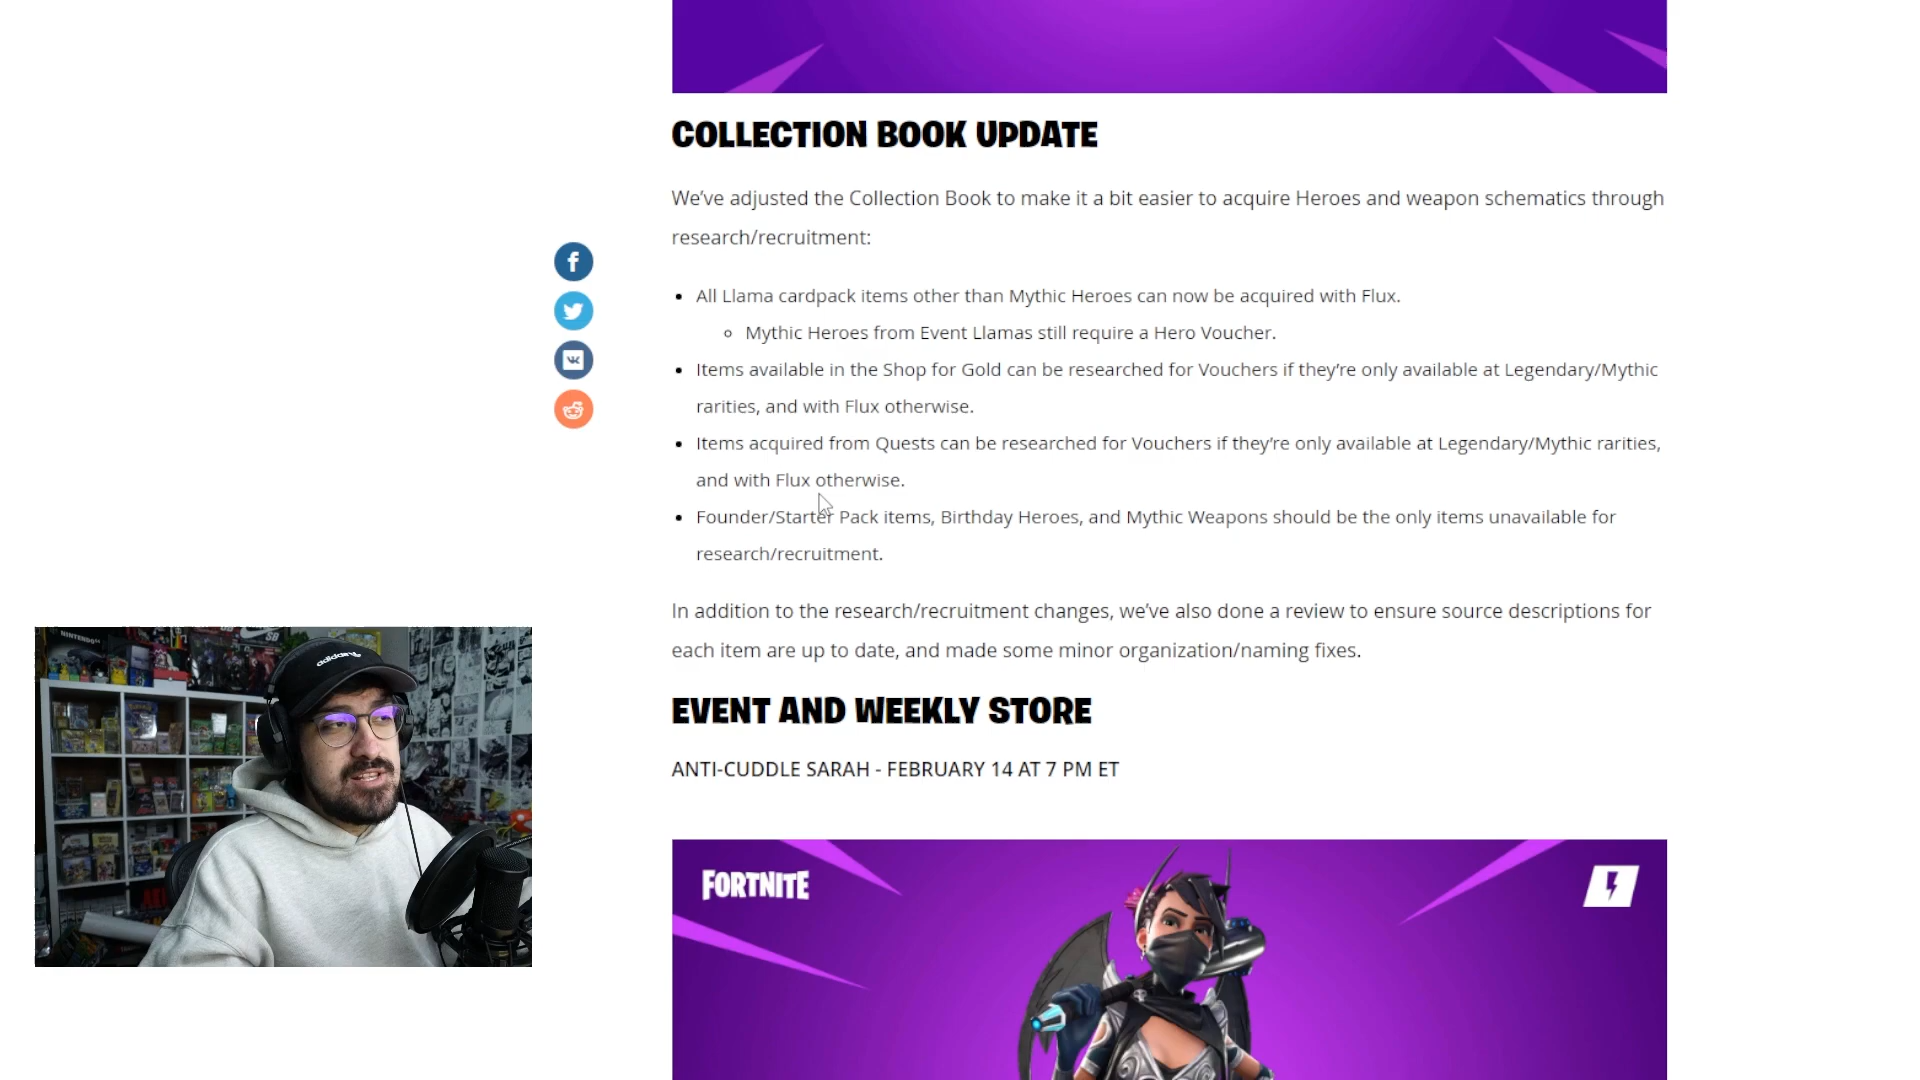 COLLECTION BOOK UPDATE
We’ve adjusted the Collection Book to make it a bit easier to acquire Heroes and weapon schematics through
research/recruitment:
• All Llama cardpack items other than Mythic Heroes can now be acquired with Flux.
○ Mythic Heroes from Event Llamas still require a Hero Voucher.
• Items available in the Shop for Gold can be researched for Vouchers if they’re only available at Legendary/Mythic
rarities, and with Flux otherwise.
• Items acquired from Quests can be researched for Vouchers if they’re only available at Legendary/Mythic rarities,
and with Flux otherwise.
• Founder/Starter Pack items, Birthday Heroes, and Mythic Weapons should be the only items unavailable for
research/recruitment.
In addition to the research/recruitment changes, we’ve also done a review to ensure source descriptions for
each item are up to date, and made some minor organization/naming fixes.
EVENT AND WEEKLY STORE
ANTI-CUDDLE SARAH - FEBRUARY 14 AT 7 PM ET
FORTNITE
NINTENDO
SB
adidas